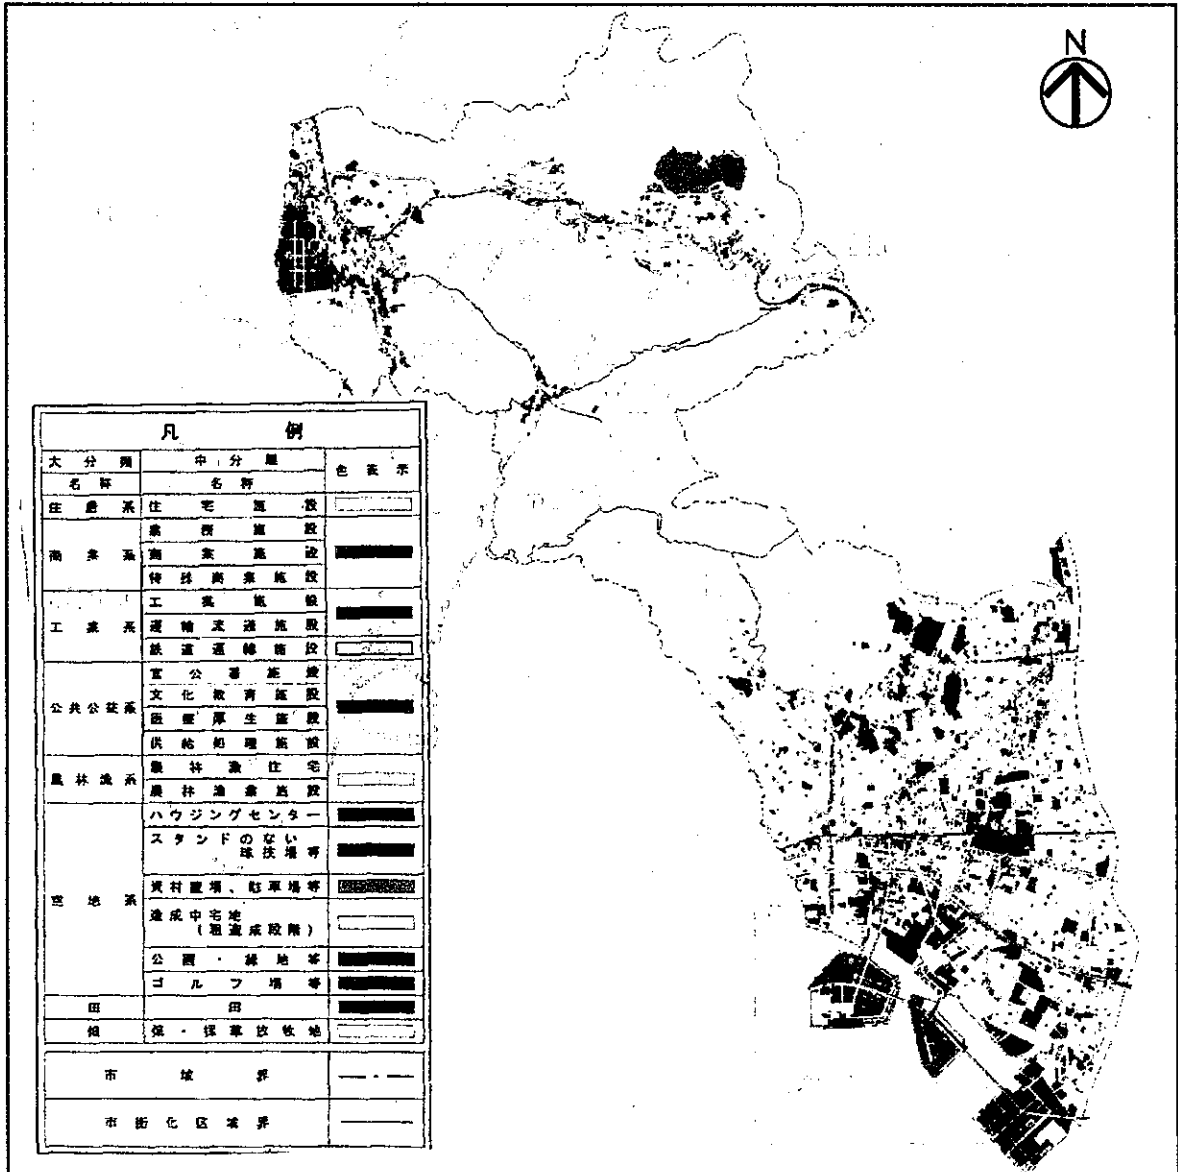 N
凡 例
大分類 中分類 色表示
名称 名称
住居系 住宅施設
業務施設
商業系 商業施設
特殊商業施設
工業施設
工業系 運輸流通施設
鉄道運輸施設
官公署施設
文化教育施設
公共公益系
医療厚生施設
供給処理施設
農林漁住宅
農林漁系
農林漁業施設
ハウジングセンター
スタンドのない
球技場等
資材置場、駐車場等
空地系
造成中宅地
(粗造成段階)
公園・緑地等
ゴルフ場等
田 田
畑 ・採草放牧地
市域界
市街化区域界